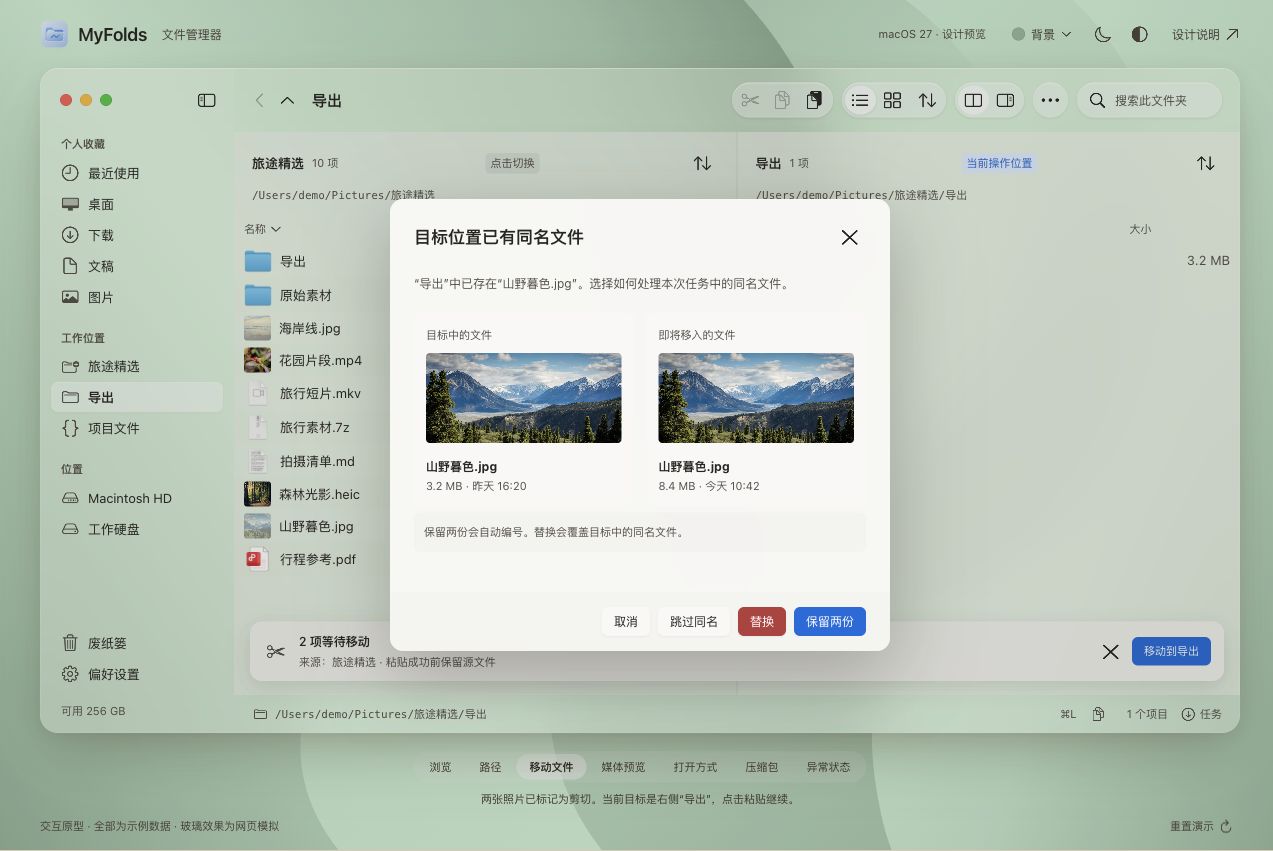 MyFolds 文件管理器
macOS 27 · 设计预览
背景
设计说明
导出
搜索此文件夹
个人收藏
最近使用
桌面
下载
文稿
图片
工作位置
旅途精选
导出
项目文件
位置
Macintosh HD
工作硬盘
废纸篓
偏好设置
可用 256 GB
旅途精选 10 项
点击切换
/Users/demo/Pictures/旅途精选
名称
导出
原始素材
海岸线.jpg
花园片段.mp4
旅行短片.mkv
旅行素材.7z
拍摄清单.md
森林光影.heic
山野暮色.jpg
行程参考.pdf
导出 1 项
当前操作位置
/Users/demo/Pictures/旅途精选/导出
大小
3.2 MB
目标位置已有同名文件
“导出”中已存在“山野暮色.jpg”。选择如何处理本次任务中的同名文件。
目标中的文件
山野暮色.jpg
3.2 MB · 昨天 16:20
即将移入的文件
山野暮色.jpg
8.4 MB · 今天 10:42
保留两份会自动编号。替换会覆盖目标中的同名文件。
取消
跳过同名
替换
保留两份
2 项等待移动
来源：旅途精选 · 粘贴成功前保留源文件
移动到导出
/Users/demo/Pictures/旅途精选/导出
⌘L
1 个项目
任务
浏览
路径
移动文件
媒体预览
打开方式
压缩包
异常状态
两张照片已标记为剪切。当前目标是右侧“导出”，点击粘贴继续。
交互原型 · 全部为示例数据 · 玻璃效果为网页模拟
重置演示